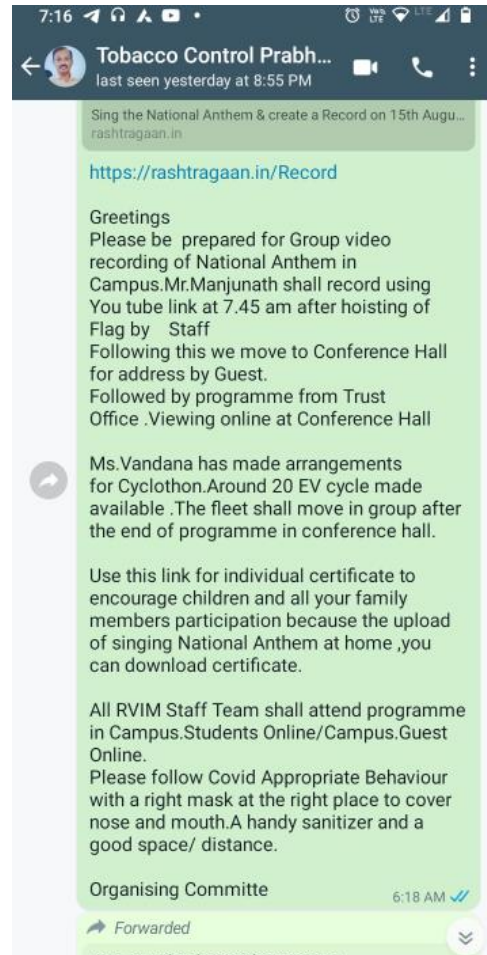 7:16
VoD LTE LTE
Tobacco Control Prabh...
last seen yesterday at 8:55 PM
Sing the National Anthem & create a Record on 15th Augu...
rashtragaan.in
https://rashtragaan.in/Record
Greetings
Please be prepared for Group video
recording of National Anthem in
Campus.Mr.Manjunath shall record using
You tube link at 7.45 am after hoisting of
Flag by Staff
Following this we move to Conference Hall
for address by Guest.
Followed by programme from Trust
Office .Viewing online at Conference Hall
Ms.Vandana has made arrangements
for Cyclothon.Around 20 EV cycle made
available .The fleet shall move in group after
the end of programme in conference hall.
Use this link for individual certificate to
encourage children and all your family
members participation because the upload
of singing National Anthem at home ,you
can download certificate.
All RVIM Staff Team shall attend programme
in Campus.Students Online/Campus.Guest
Online.
Please follow Covid Appropriate Behaviour
with a right mask at the right place to cover
nose and mouth.A handy sanitizer and a
good space/ distance.
Organising Committe
6:18 AM
Forwarded